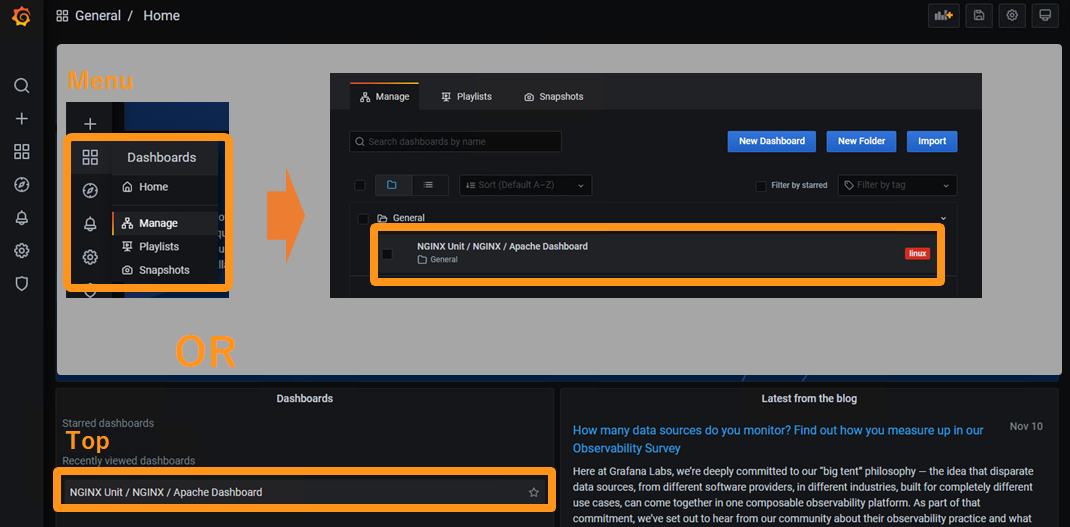 General / Home
Menu
Dashboards
Home
Manage
Playlists
Snapshots
Manage
Playlists
Snapshots
Search dashboards by name
New Dashboard
New Folder
Import
Sort (Default A–Z)
Filter by starred
Filter by tag
General
NGINX Unit / NGINX / Apache Dashboard
General
linux
OR
Dashboards
Starred dashboards
Top
Recently viewed dashboards
NGINX Unit / NGINX / Apache Dashboard
Latest from the blog
How many data sources do you monitor? Find out how you measure up in our
Observability Survey
Nov 10
Here at Grafana Labs, we're deeply committed to our “big tent” philosophy — the idea that disparate
data sources, from different software providers, in different industries, built for completely different
use cases, can come together in one composable observability platform. As part of that
commitment, we've set out to hear from our community about their observability practice and what